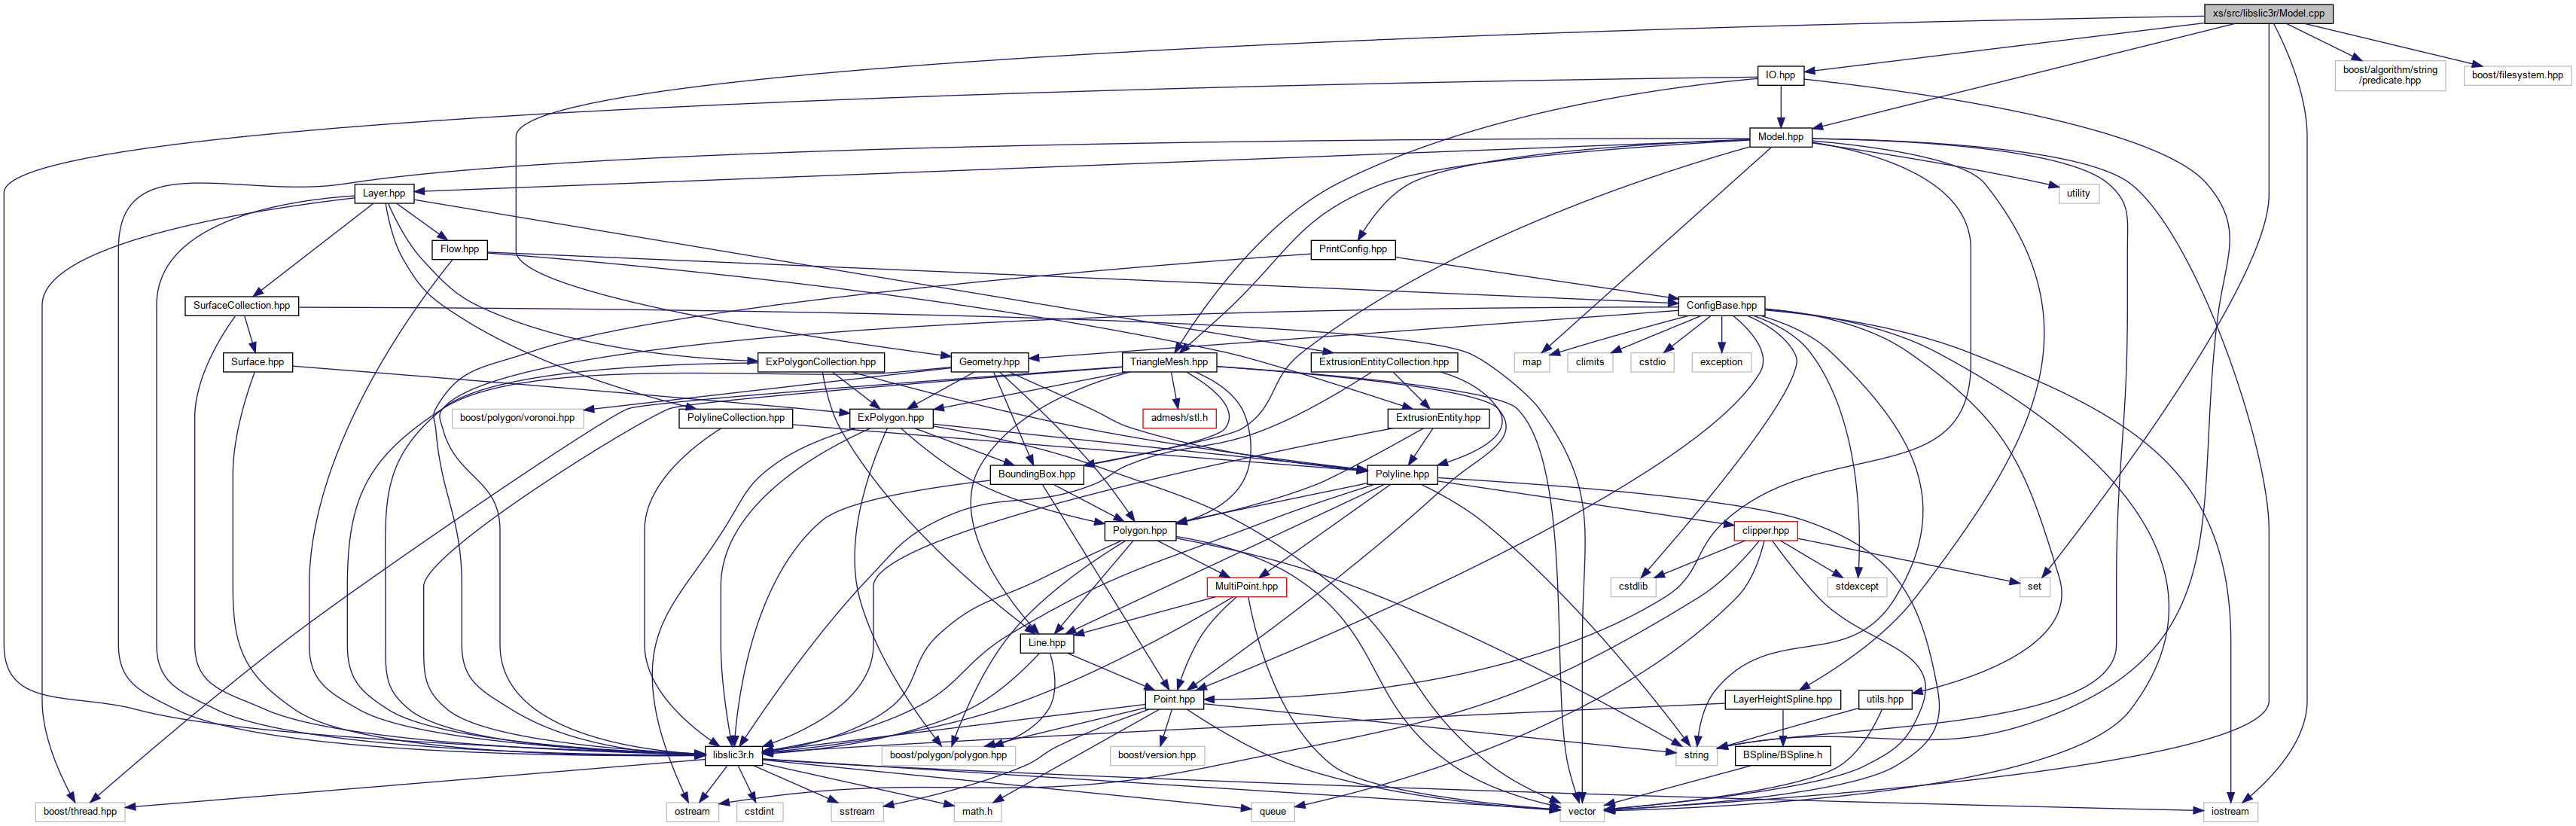 xs/src/libslic3r/Model.cpp
IO.hpp
boost/algorithm/string
/predicate.hpp
boost/filesystem.hpp
Model.hpp
Layer.hpp
utility
Flow.hpp
PrintConfig.hpp
SurfaceCollection.hpp
ConfigBase.hpp
Surface.hpp
ExPolygonCollection.hpp
Geometry.hpp
TriangleMesh.hpp
ExtrusionEntityCollection.hpp
map
climits
cstdio
exception
boost/polygon/voronoi.hpp
PolylineCollection.hpp
ExPolygon.hpp
admesh/stl.h
ExtrusionEntity.hpp
BoundingBox.hpp
Polyline.hpp
Polygon.hpp
clipper.hpp
MultiPoint.hpp
cstdlib
stdexcept
set
Line.hpp
Point.hpp
LayerHeightSpline.hpp
utils.hpp
libslic3r.h
boost/polygon/polygon.hpp
boost/version.hpp
string
BSpline/BSpline.h
boost/thread.hpp
ostream
cstdint
sstream
math.h
queue
vector
iostream